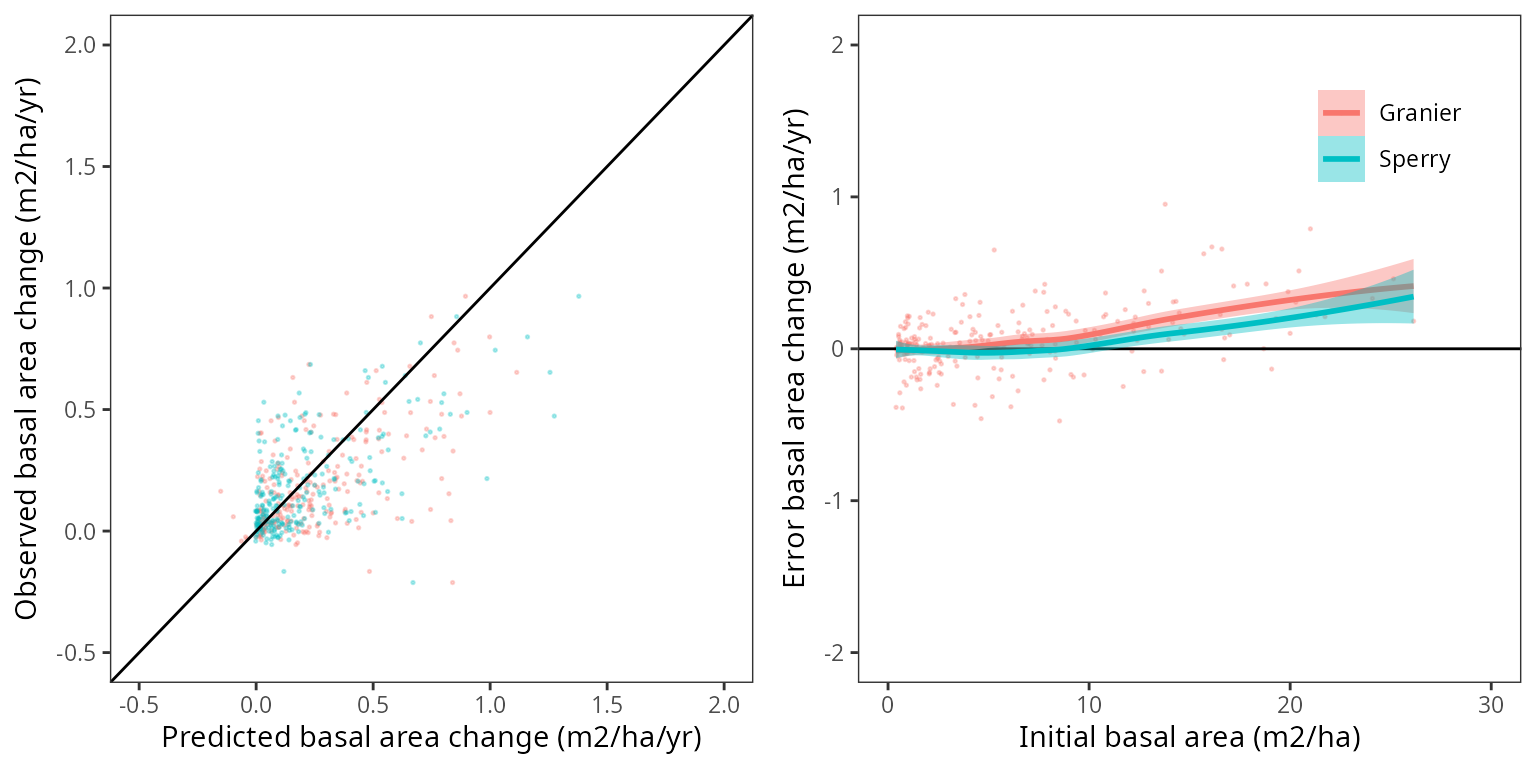 Observed basal area change (m2/ha/yr)
2.0
1.5
1.0
0.5
0.0
-0.5
-0.5 0.0 0.5 1.0 1.5 2.0
Predicted basal area change (m2/ha/yr)
Error basal area change (m2/ha/yr)
2
1
0
-1
-2
Granier
Sperry
0 10 20 30
Initial basal area (m2/ha)